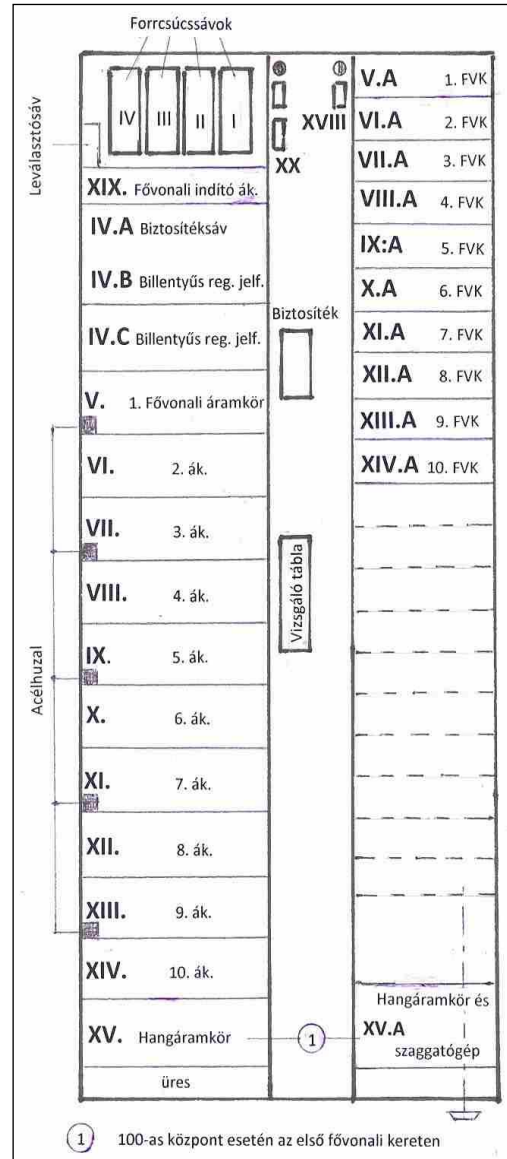 Forrcsúcssávok
IV III II I
Leválasztósáv
XIX. Fővonali indító ák.
IV.A Biztosítéksáv
IV.B Billentyűs reg. jelf.
IV.C Billentyűs reg. jelf.
V. 1. Fővonali áramkör
VI. 2. ák.
VII. 3. ák.
VIII. 4. ák.
IX. 5. ák.
X. 6. ák.
XI. 7. ák.
XII. 8. ák.
XIII. 9. ák.
XIV. 10. ák.
XV. Hangáramkör
üres
Acélhuzal
XVIII
XX
Biztosíték
Vizsgáló tábla
1
V.A 1. FVK
VI.A 2. FVK
VII.A 3. FVK
VIII.A 4. FVK
IX:A 5. FVK
X.A 6. FVK
XI.A 7. FVK
XII.A 8. FVK
XIII.A 9. FVK
XIV.A 10. FVK
Hangáramkör és
XV.A
szaggatógép
1 100-as központ esetén az első fővonali kereten